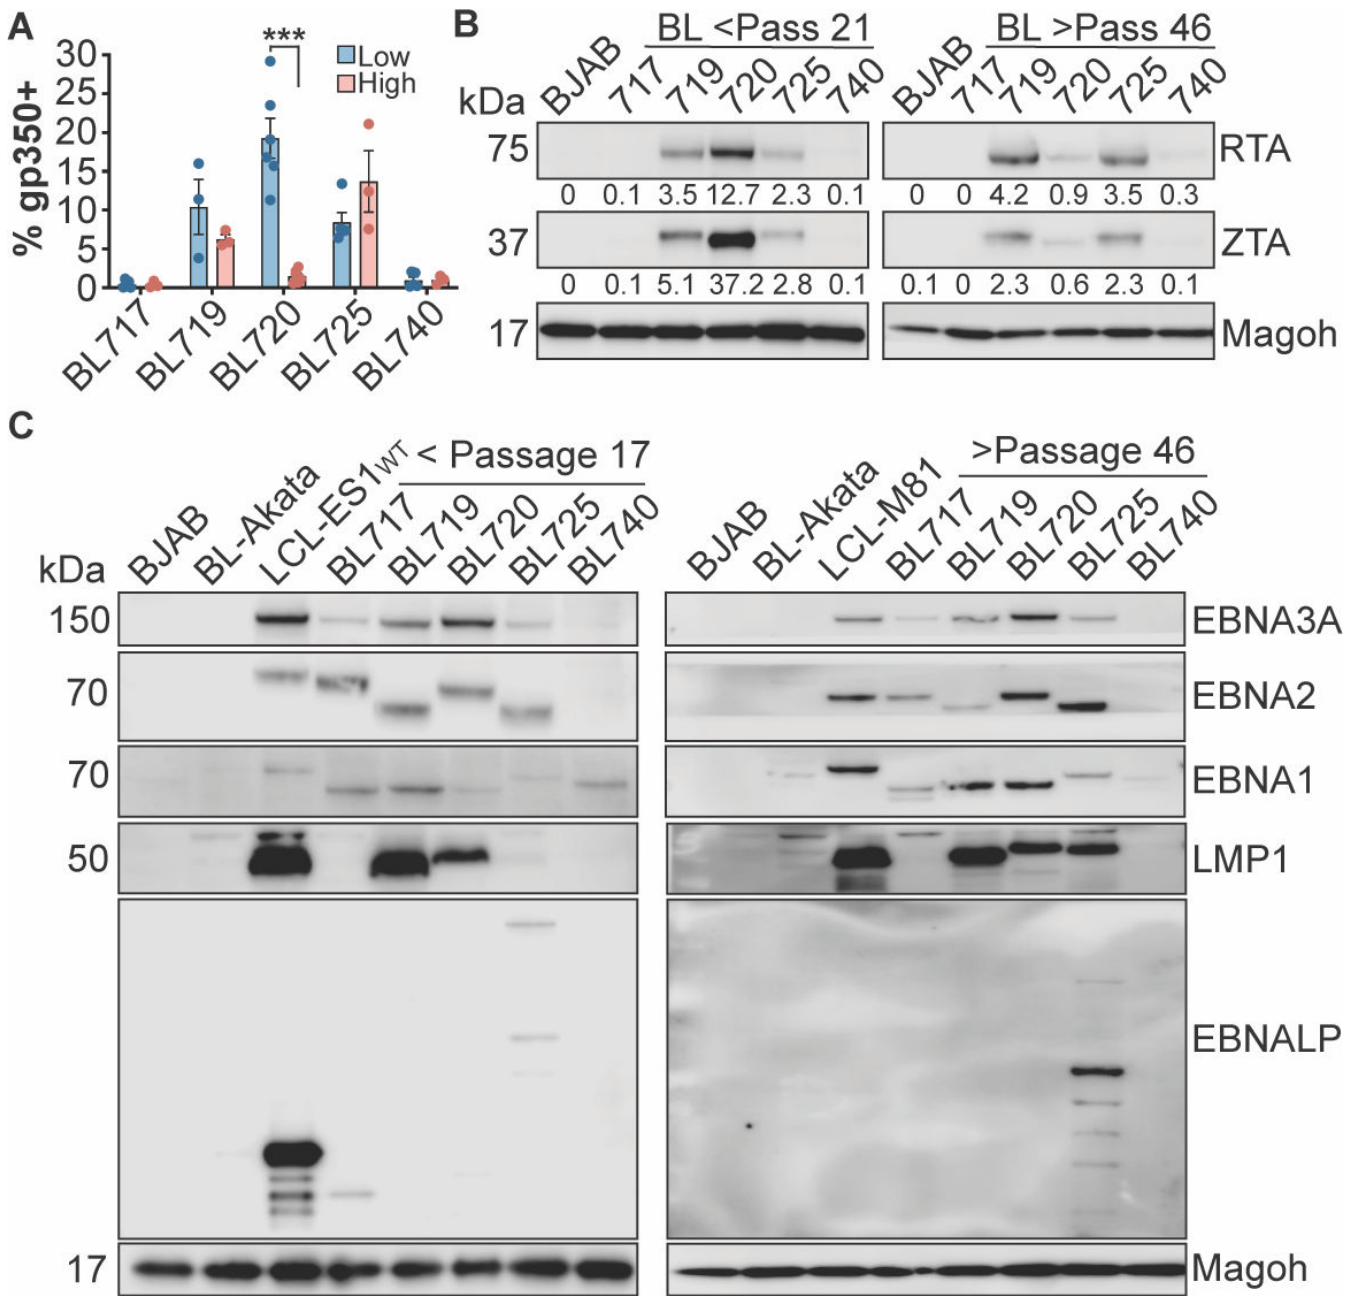 A
% gp350+
30
25
20
15
10
5
0
***
Low
High
BL717
BL719
BL720
BL725
BL740
B
BL <Pass 21
BL >Pass 46
kDa
BJAB 717 719 720 725 740
BJAB 717 719 720 725 740
75
RTA
0 0.1 3.5 12.7 2.3 0.1
0 0 4.2 0.9 3.5 0.3
37
ZTA
0 0.1 5.1 37.2 2.8 0.1
0.1 0 2.3 0.6 2.3 0.1
17
Magoh
C
< Passage 17
>Passage 46
kDa
BJAB BL-Akata LCL-ES1WT BL717 BL719 BL720 BL725 BL740
BJAB BL-Akata LCL-M81 BL717 BL719 BL720 BL725 BL740
150
EBNA3A
70
EBNA2
70
EBNA1
50
LMP1
EBNALP
17
Magoh